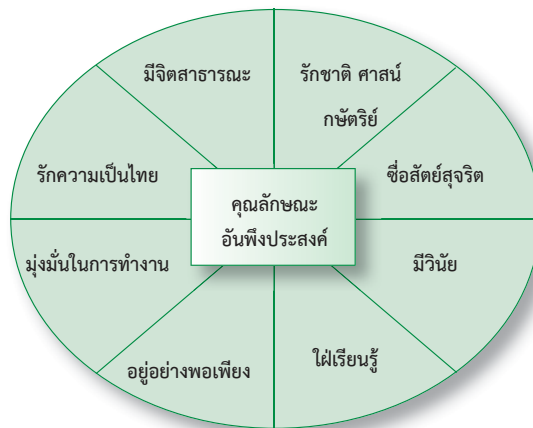 มีจิตสาธารณะ
รักชาติ ศาสน์
กษัตริย์
รักความเป็นไทย
ซื่อสัตย์สุจริต
คุณลักษณะ
อันพึงประสงค์
มุ่งมั่นในการทำงาน
มีวินัย
อยู่อย่างพอเพียง
ใฝ่เรียนรู้